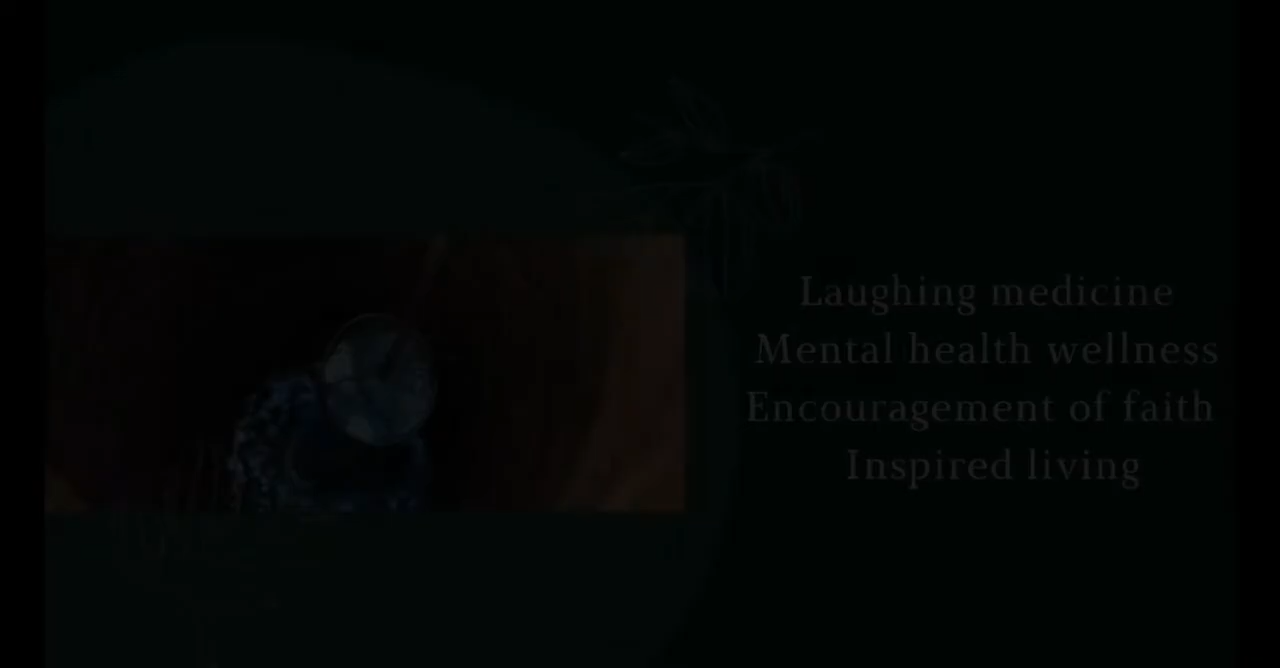 Laughing medicine
Mental health wellness
Encouragement of faith
Inspired living